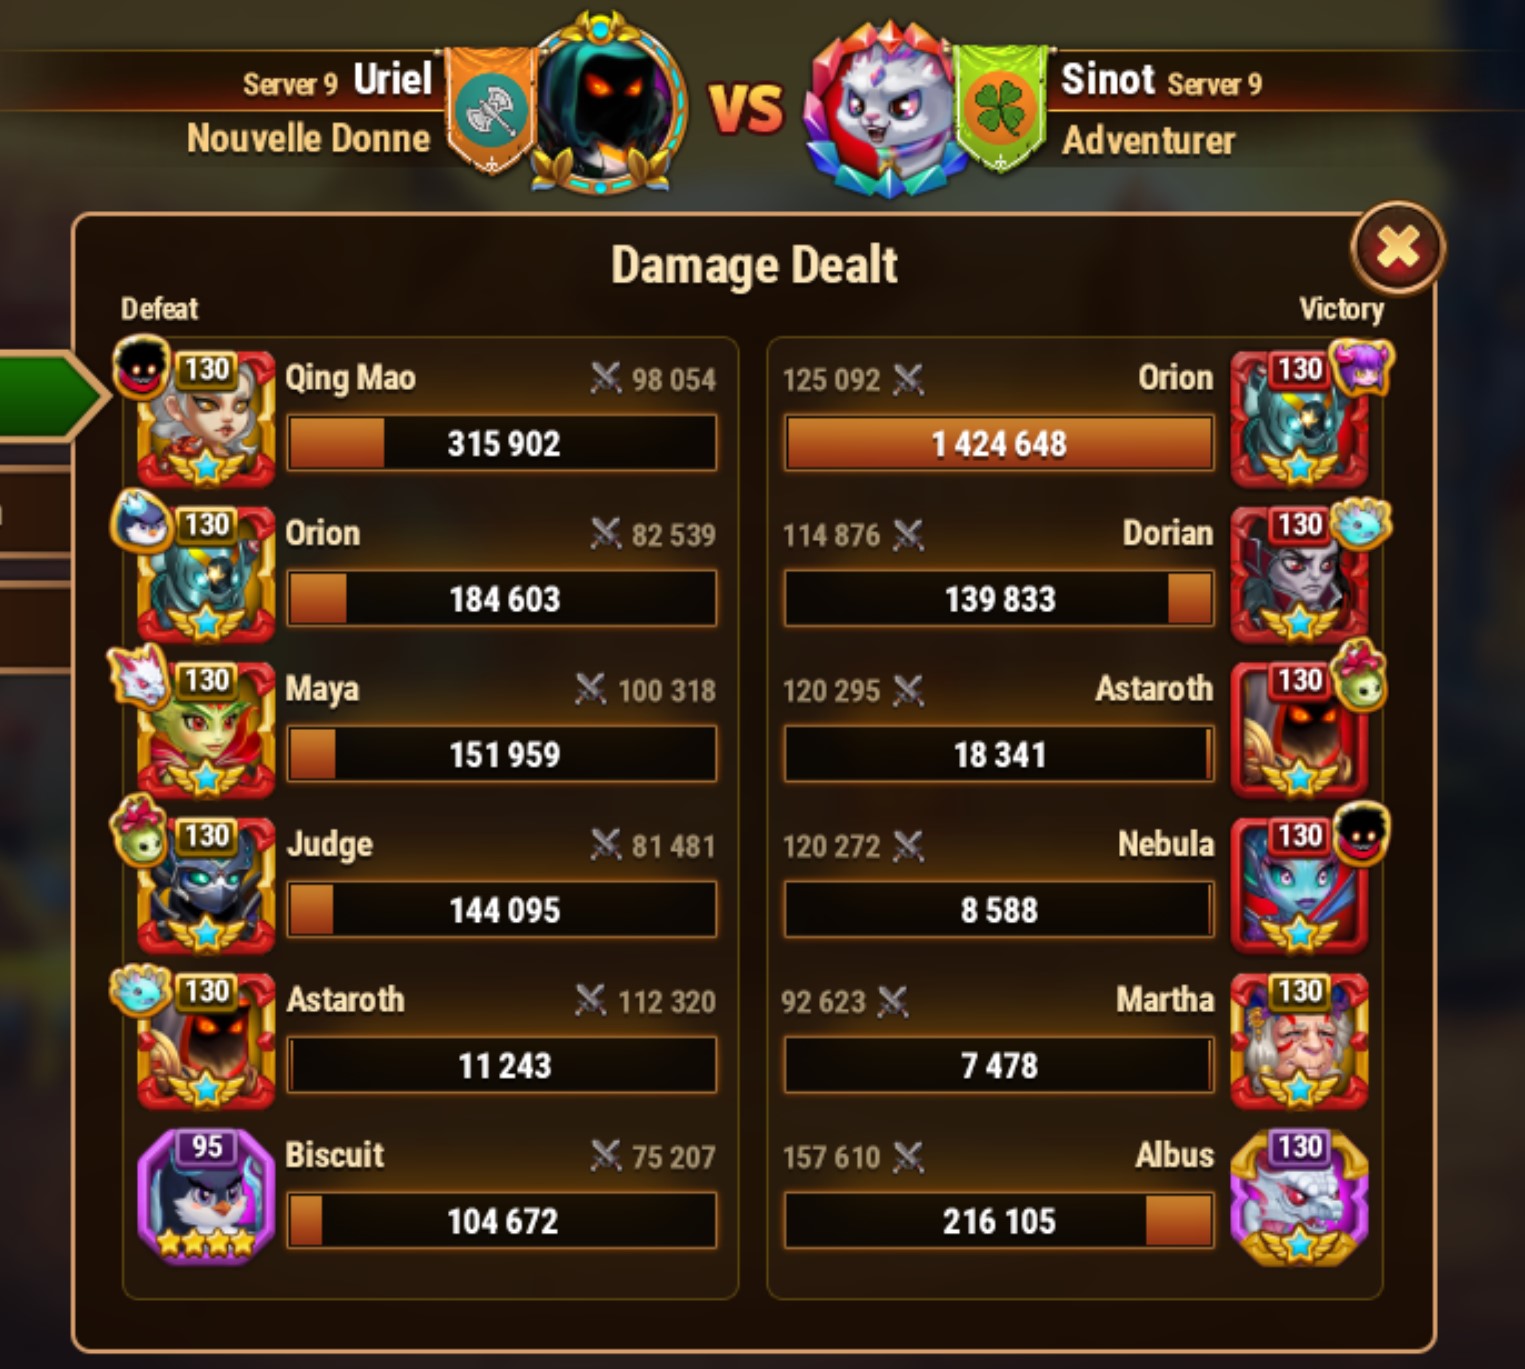 Server 9 Uriel
Nouvelle Donne
VS
Sinot Server 9
Adventurer
Damage Dealt
Defeat
Victory
130
Qing Mao
98 054
315 902
130
Orion
82 539
184 603
130
Maya
100 318
151 959
130
Judge
81 481
144 095
130
Astaroth
112 320
11 243
95
Biscuit
75 207
104 672
125 092
Orion
130
1 424 648
114 876
Dorian
130
139 833
120 295
Astaroth
130
18 341
120 272
Nebula
130
8 588
92 623
Martha
130
7 478
157 610
Albus
130
216 105